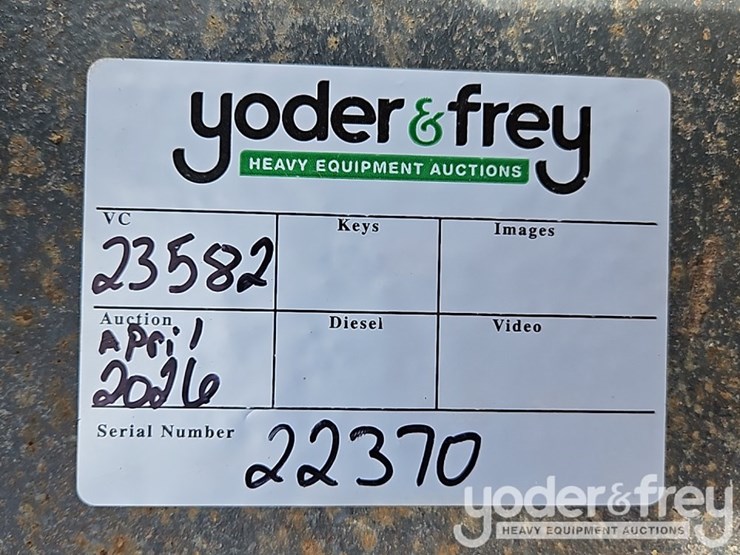 yoder & frey
HEAVY EQUIPMENT AUCTIONS
VC Keys Images
23582
Auction Diesel Video
April
2026
Serial Number 22370
yoder & frey
HEAVY EQUIPMENT AUCTIONS